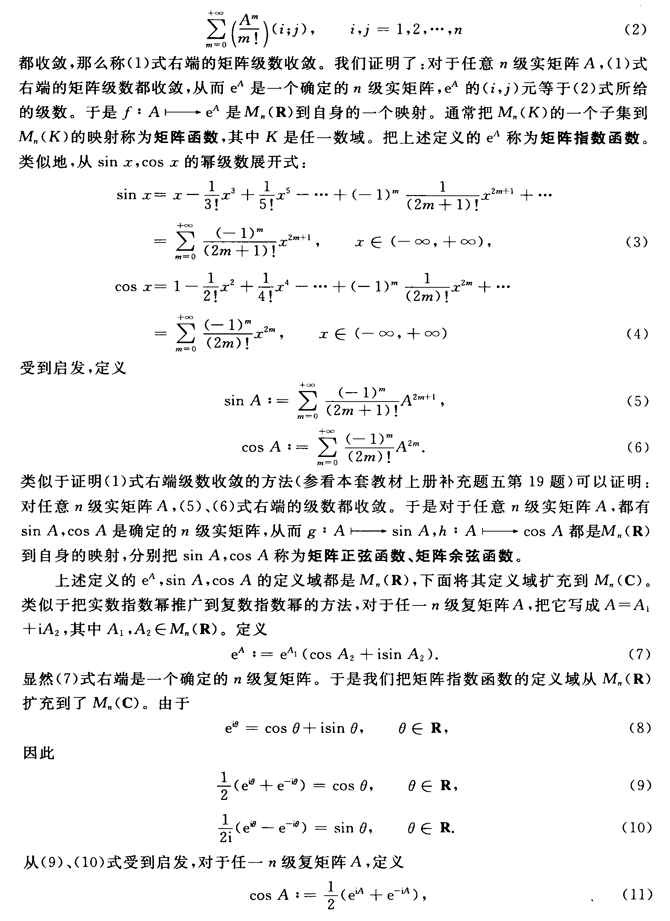 $\sum_{m=0}^{+\infty}\left(\frac{A^m}{m!}\right)(i;j),\quad i,j=1,2,\cdots,n$ (2)
都收敛,那么称(1)式右端的矩阵级数收敛。我们证明了:对于任意 n 级实矩阵 A,(1)式
右端的矩阵级数都收敛,从而 $e^A$ 是一个确定的 n 级实矩阵,$e^A$ 的(i,j)元等于(2)式所给
的级数。于是 $f:A\longmapsto e^A$ 是$M_n(\mathbf{R})$到自身的一个映射。通常把 $M_n(K)$的一个子集到
$M_n(K)$的映射称为矩阵函数,其中 K 是任一数域。把上述定义的 $e^A$ 称为矩阵指数函数。
类似地,从 sin x,cos x 的幂级数展开式:
$\sin x=x-\frac{1}{3!}x^3+\frac{1}{5!}x^5-\cdots+(-1)^m\frac{1}{(2m+1)!}x^{2m+1}+\cdots$
$=\sum_{m=0}^{+\infty}\frac{(-1)^m}{(2m+1)!}x^{2m+1},\quad x\in(-\infty,+\infty),$ (3)
$\cos x=1-\frac{1}{2!}x^2+\frac{1}{4!}x^4-\cdots+(-1)^m\frac{1}{(2m)!}x^{2m}+\cdots$
$=\sum_{m=0}^{+\infty}\frac{(-1)^m}{(2m)!}x^{2m},\quad x\in(-\infty,+\infty)$ (4)
受到启发,定义
$\sin A:=\sum_{m=0}^{+\infty}\frac{(-1)^m}{(2m+1)!}A^{2m+1},$ (5)
$\cos A:=\sum_{m=0}^{+\infty}\frac{(-1)^m}{(2m)!}A^{2m}.$ (6)
类似于证明(1)式右端级数收敛的方法(参看本套教材上册补充题五第 19 题)可以证明:
对任意 n 级实矩阵 A,(5)、(6)式右端的级数都收敛。于是对于任意 n 级实矩阵 A,都有
sin A,cos A 是确定的 n 级实矩阵,从而 $g:A\longmapsto \sin A,h:A\longmapsto \cos A$ 都是$M_n(\mathbf{R})$
到自身的映射,分别把 sin A,cos A 称为矩阵正弦函数、矩阵余弦函数。
上述定义的 $e^A$,sin A,cos A 的定义域都是 $M_n(\mathbf{R})$,下面将其定义域扩充到 $M_n(\mathbf{C})$。
类似于把实数指数幂推广到复数指数幂的方法,对于任一 n 级复矩阵 A,把它写成 $A=A_1$
$+iA_2$,其中 $A_1,A_2\in M_n(\mathbf{R})$。定义
$e^A:=e^{A_1}(\cos A_2+i\sin A_2).$ (7)
显然(7)式右端是一个确定的 n 级复矩阵。于是我们把矩阵指数函数的定义域从 $M_n(\mathbf{R})$
扩充到了 $M_n(\mathbf{C})$。由于
$e^{i\theta}=\cos\theta+i\sin\theta,\quad \theta\in\mathbf{R},$ (8)
因此
$\frac{1}{2}(e^{i\theta}+e^{-i\theta})=\cos\theta,\quad \theta\in\mathbf{R},$ (9)
$\frac{1}{2i}(e^{i\theta}-e^{-i\theta})=\sin\theta,\quad \theta\in\mathbf{R}.$ (10)
从(9)、(10)式受到启发,对于任一 n 级复矩阵 A,定义
$\cos A:=\frac{1}{2}(e^{iA}+e^{-iA}),$ (11)